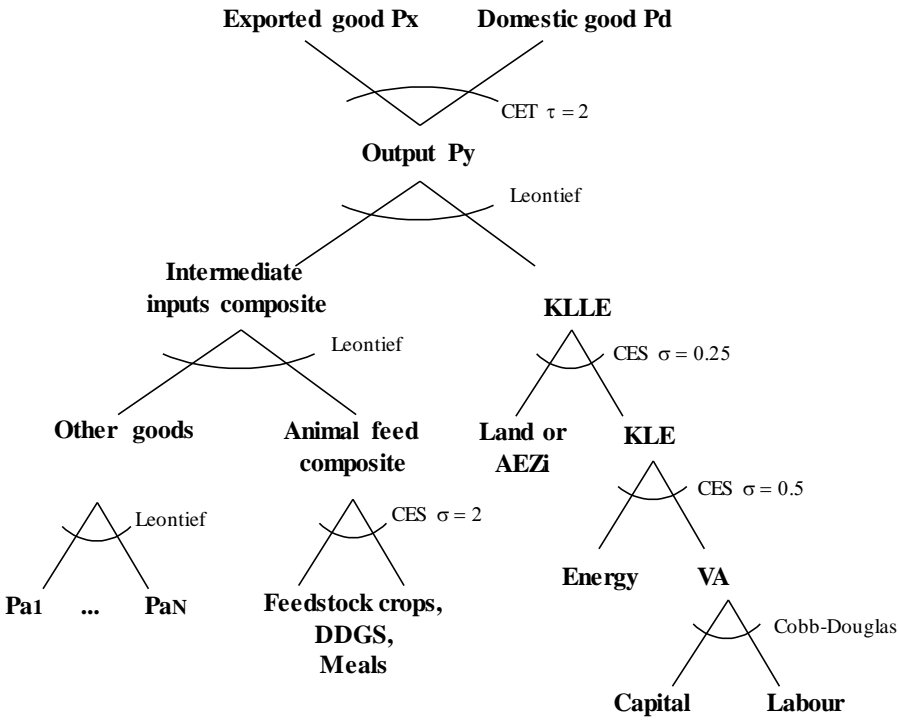 Exported good Px
Domestic good Pd
CET τ = 2
Output Py
Leontief
Intermediate
inputs composite
KLLE
Leontief
CES σ = 0.25
Other goods
Animal feed
composite
Land or
AEZi
KLE
CES σ = 0.5
Leontief
CES σ = 2
Energy
VA
Pa1 ... PaN
Feedstock crops,
DDGS,
Meals
Cobb-Douglas
Capital
Labour